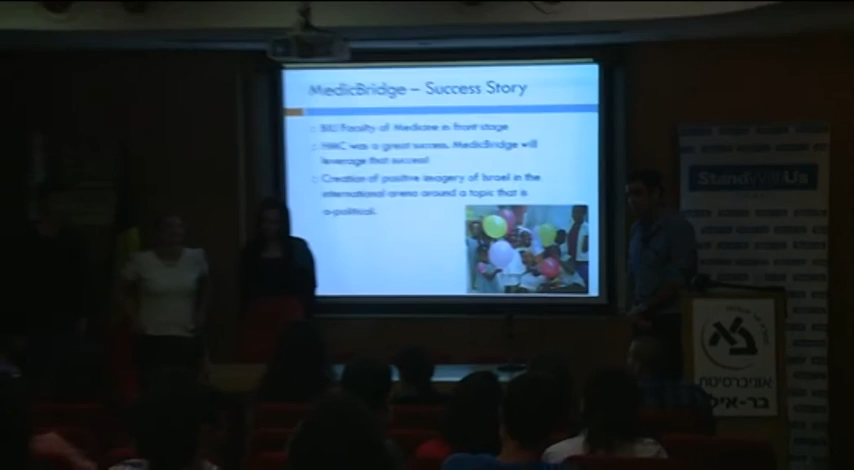 MedicBridge – Success Story
BIU Faculty of Medicine in front stage
HMC was a great success. MedicBridge will
leverage that success!
Creation of positive imagery of Israel in the
international arena around a topic that is
a-political.
StandWithUs
אוניברסיטת
בר-אילן